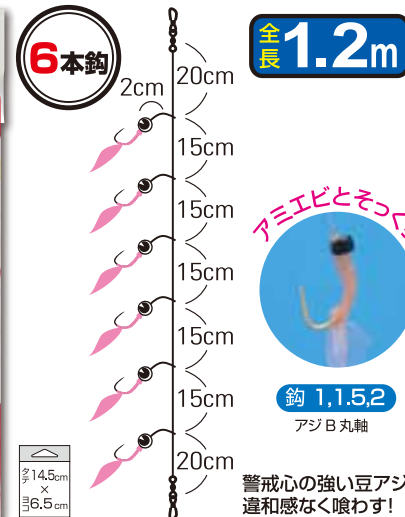 6本鈎
全長1.2m
2cm
20cm
15cm
15cm
15cm
15cm
15cm
20cm
アミエビとそっく
鈎 1,1.5,2
アジB丸軸
タテ14.5cm
×
ヨコ6.5cm
警戒心の強い豆アジ
違和感なく喰わす!